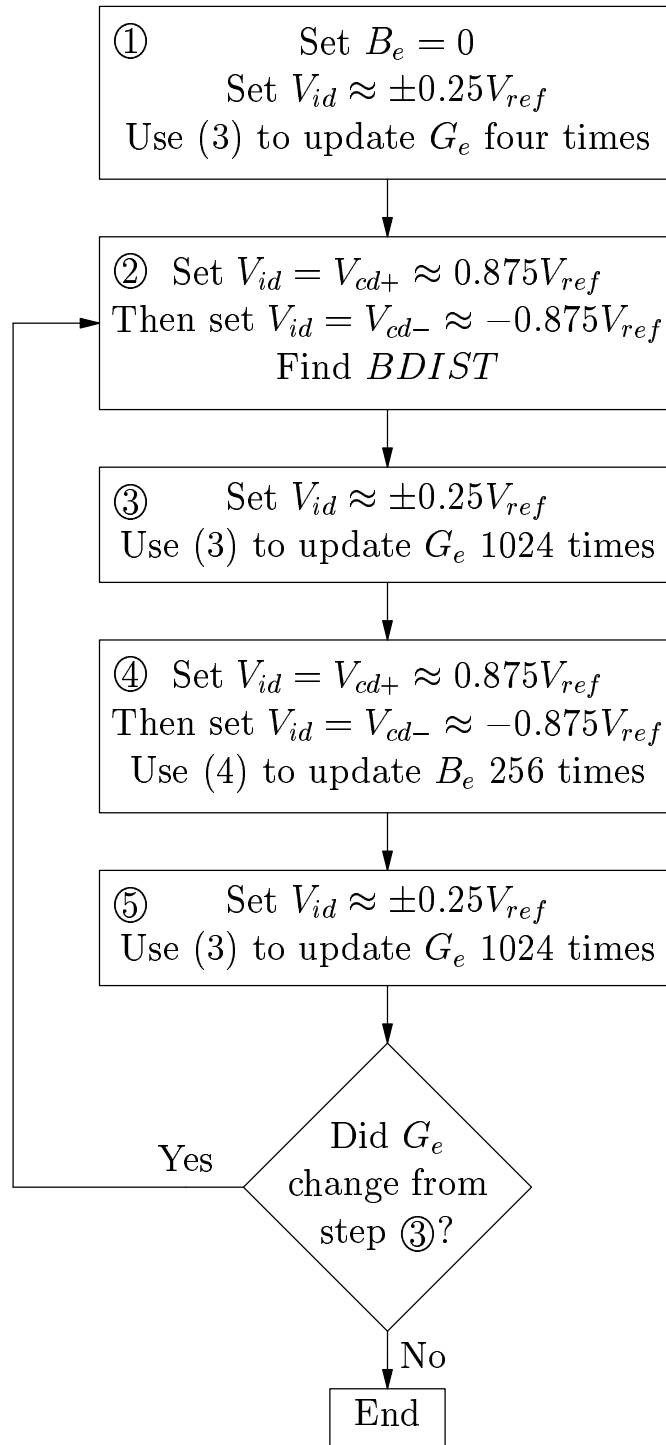 ① Set B_e = 0
Set V_id ≈ ±0.25V_ref
Use (3) to update G_e four times
② Set V_id = V_cd+ ≈ 0.875V_ref
Then set V_id = V_cd− ≈ −0.875V_ref
Find BDIST
③ Set V_id ≈ ±0.25V_ref
Use (3) to update G_e 1024 times
④ Set V_id = V_cd+ ≈ 0.875V_ref
Then set V_id = V_cd− ≈ −0.875V_ref
Use (4) to update B_e 256 times
⑤ Set V_id ≈ ±0.25V_ref
Use (3) to update G_e 1024 times
Did G_e
change from
step ③?
Yes
No
End